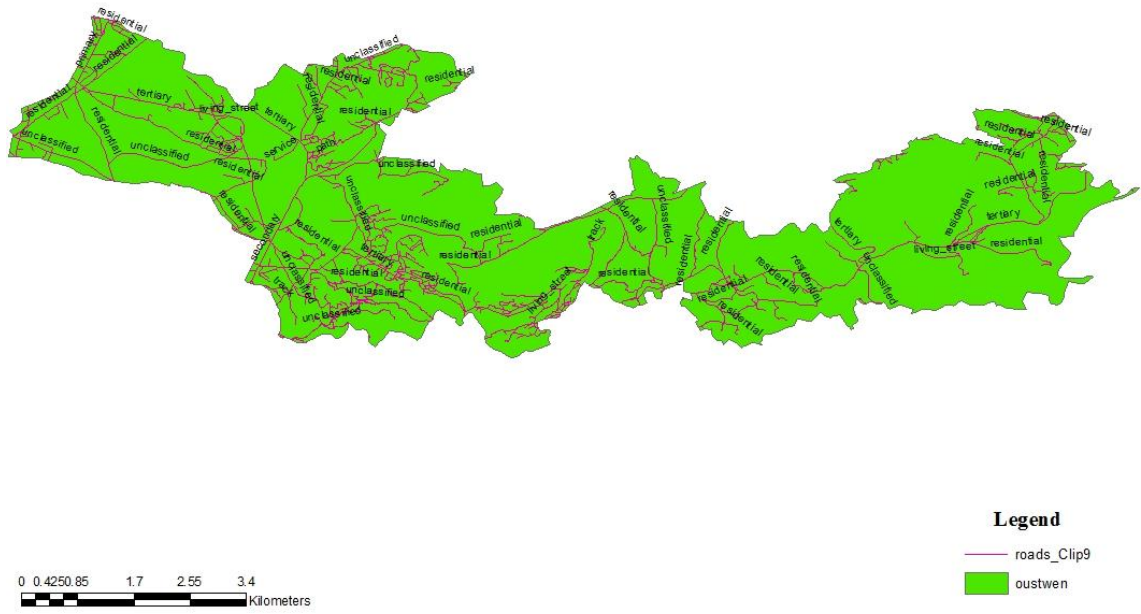 residential
unclassified
primary
residential
residential
residential
residential
tertiary
living_street
tertiary
residential
residential
unclassified
residential
unclassified
residential
service
path
residential
unclassified
residential
unclassified
unclassified
residential
secondary
residential
tertiary
residential
unclassified
residential
residential
track
unclassified
unclassified
track
residential
unclassified
residential
living_street
residential
residential
residential
residential
residential
residential
tertiary
unclassified
residential
residential
residential
residential
residential
residential
tertiary
living_street
residential
Legend
roads_Clip9
oustwen
0 0.4250.85 1.7 2.55 3.4
Kilometers